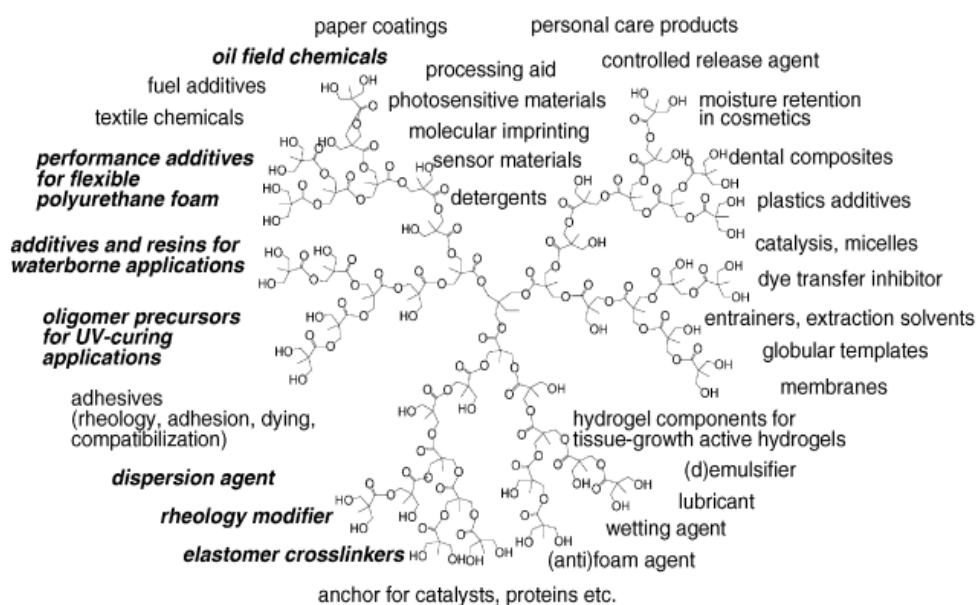 paper coatings
personal care products
oil field chemicals
processing aid
controlled release agent
fuel additives
photosensitive materials
moisture retention
in cosmetics
textile chemicals
molecular imprinting
performance additives
for flexible
polyurethane foam
sensor materials
dental composites
detergents
plastics additives
additives and resins for
waterborne applications
catalysis, micelles
dye transfer inhibitor
oligomer precursors
for UV-curing
applications
entrainers, extraction solvents
globular templates
membranes
adhesives
(rheology, adhesion, dying,
compatibilization)
hydrogel components for
tissue-growth active hydrogels
dispersion agent
(d)emulsifier
lubricant
rheology modifier
wetting agent
elastomer crosslinkers
(anti)foam agent
anchor for catalysts, proteins etc.